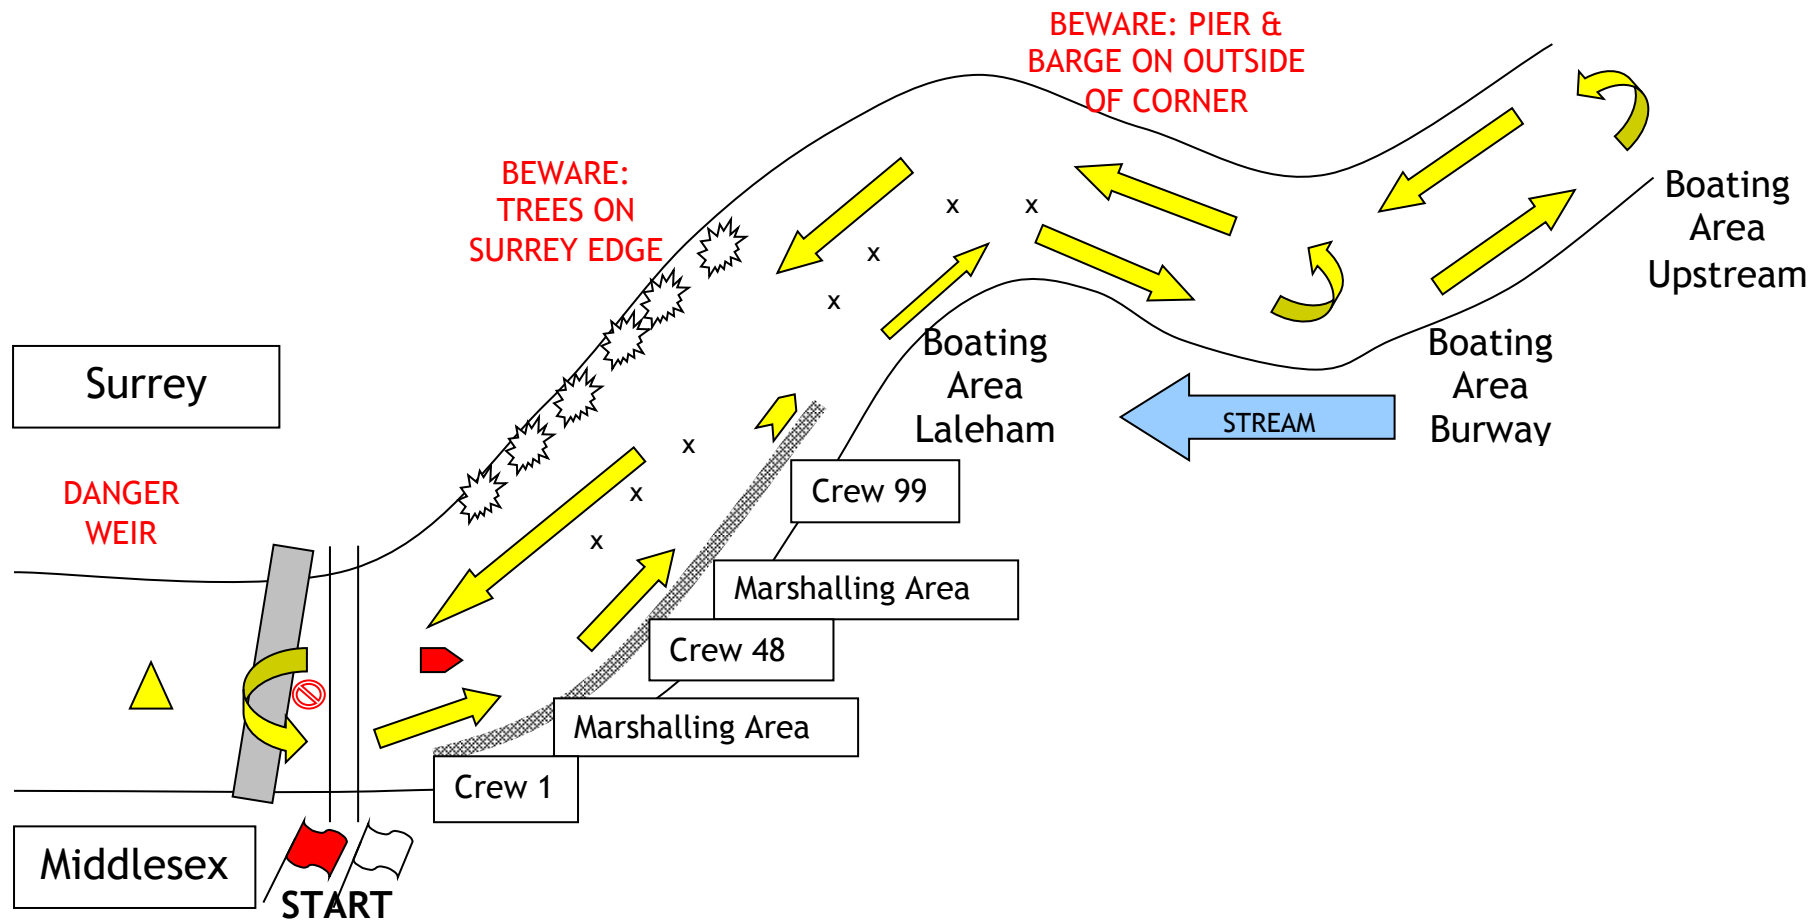 BEWARE: PIER &
BARGE ON OUTSIDE
OF CORNER
BEWARE:
TREES ON
SURREY EDGE
x
x
x
x
Boating
Area
Upstream
Boating
Area
Laleham
Boating
Area
Burway
STREAM
Surrey
DANGER
WEIR
x
x
x
Crew 99
Marshalling Area
Crew 48
Marshalling Area
Crew 1
Middlesex
START